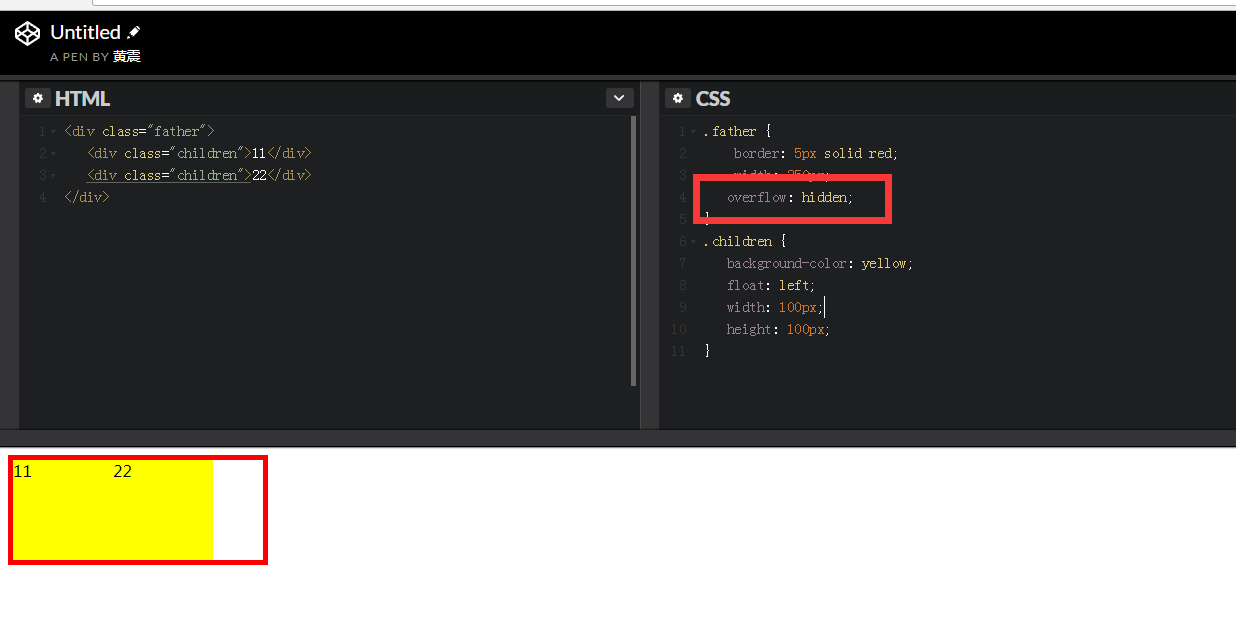 Untitled
A PEN BY 黄震
HTML
1 <div class="father">
2 <div class="children">11</div>
3 <div class="children">22</div>
4 </div>
CSS
1 .father {
2 border: 5px solid red;
3 width: 250px;
4 overflow: hidden;
5 }
6 .children {
7 background-color: yellow;
8 float: left;
9 width: 100px;
10 height: 100px;
11 }
11 22